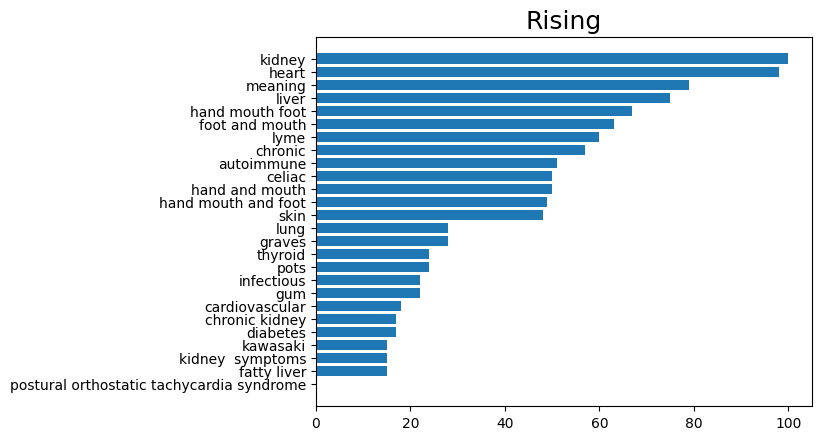 Rising
kidney
heart
meaning
liver
hand mouth foot
foot and mouth
lyme
chronic
autoimmune
celiac
hand and mouth
hand mouth and foot
skin
lung
graves
thyroid
pots
infectious
gum
cardiovascular
chronic kidney
diabetes
kawasaki
kidney  symptoms
fatty liver
postural orthostatic tachycardia syndrome
0 20 40 60 80 100